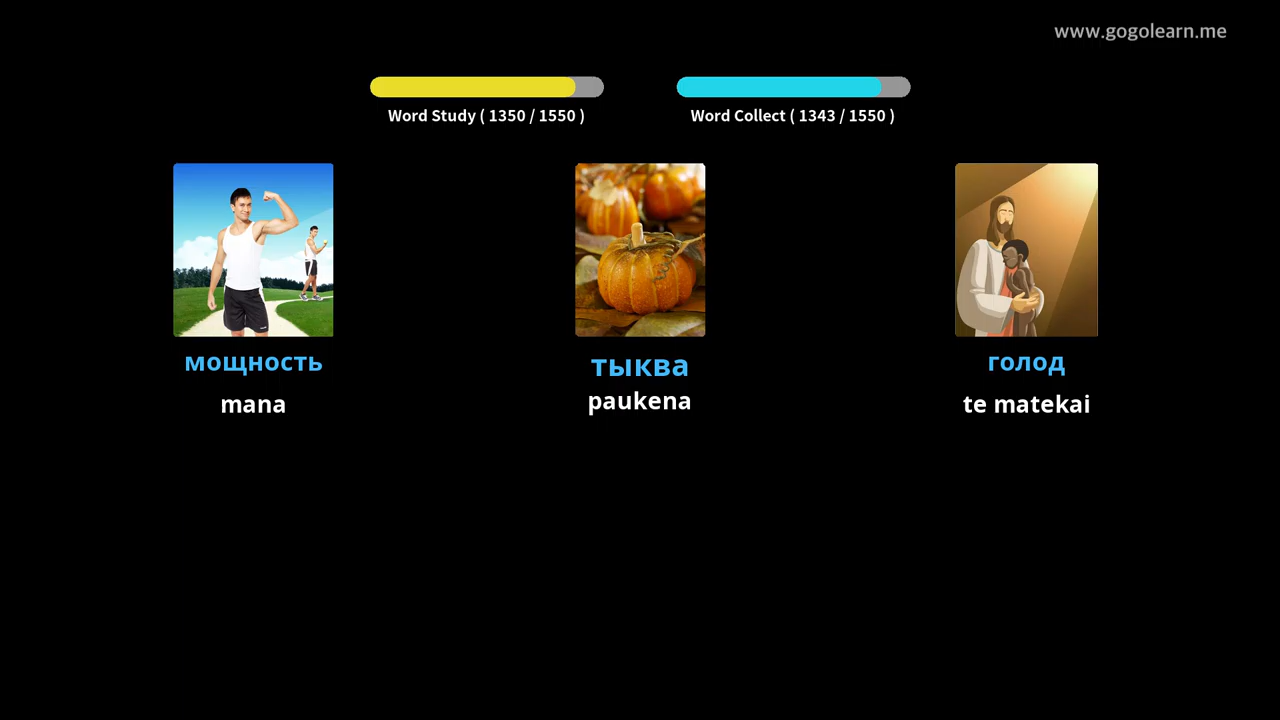 www.gogolearn.me
Word Study ( 1350 / 1550 )
Word Collect ( 1343 / 1550 )
мощность
mana
тыква
paukena
голод
te matekai